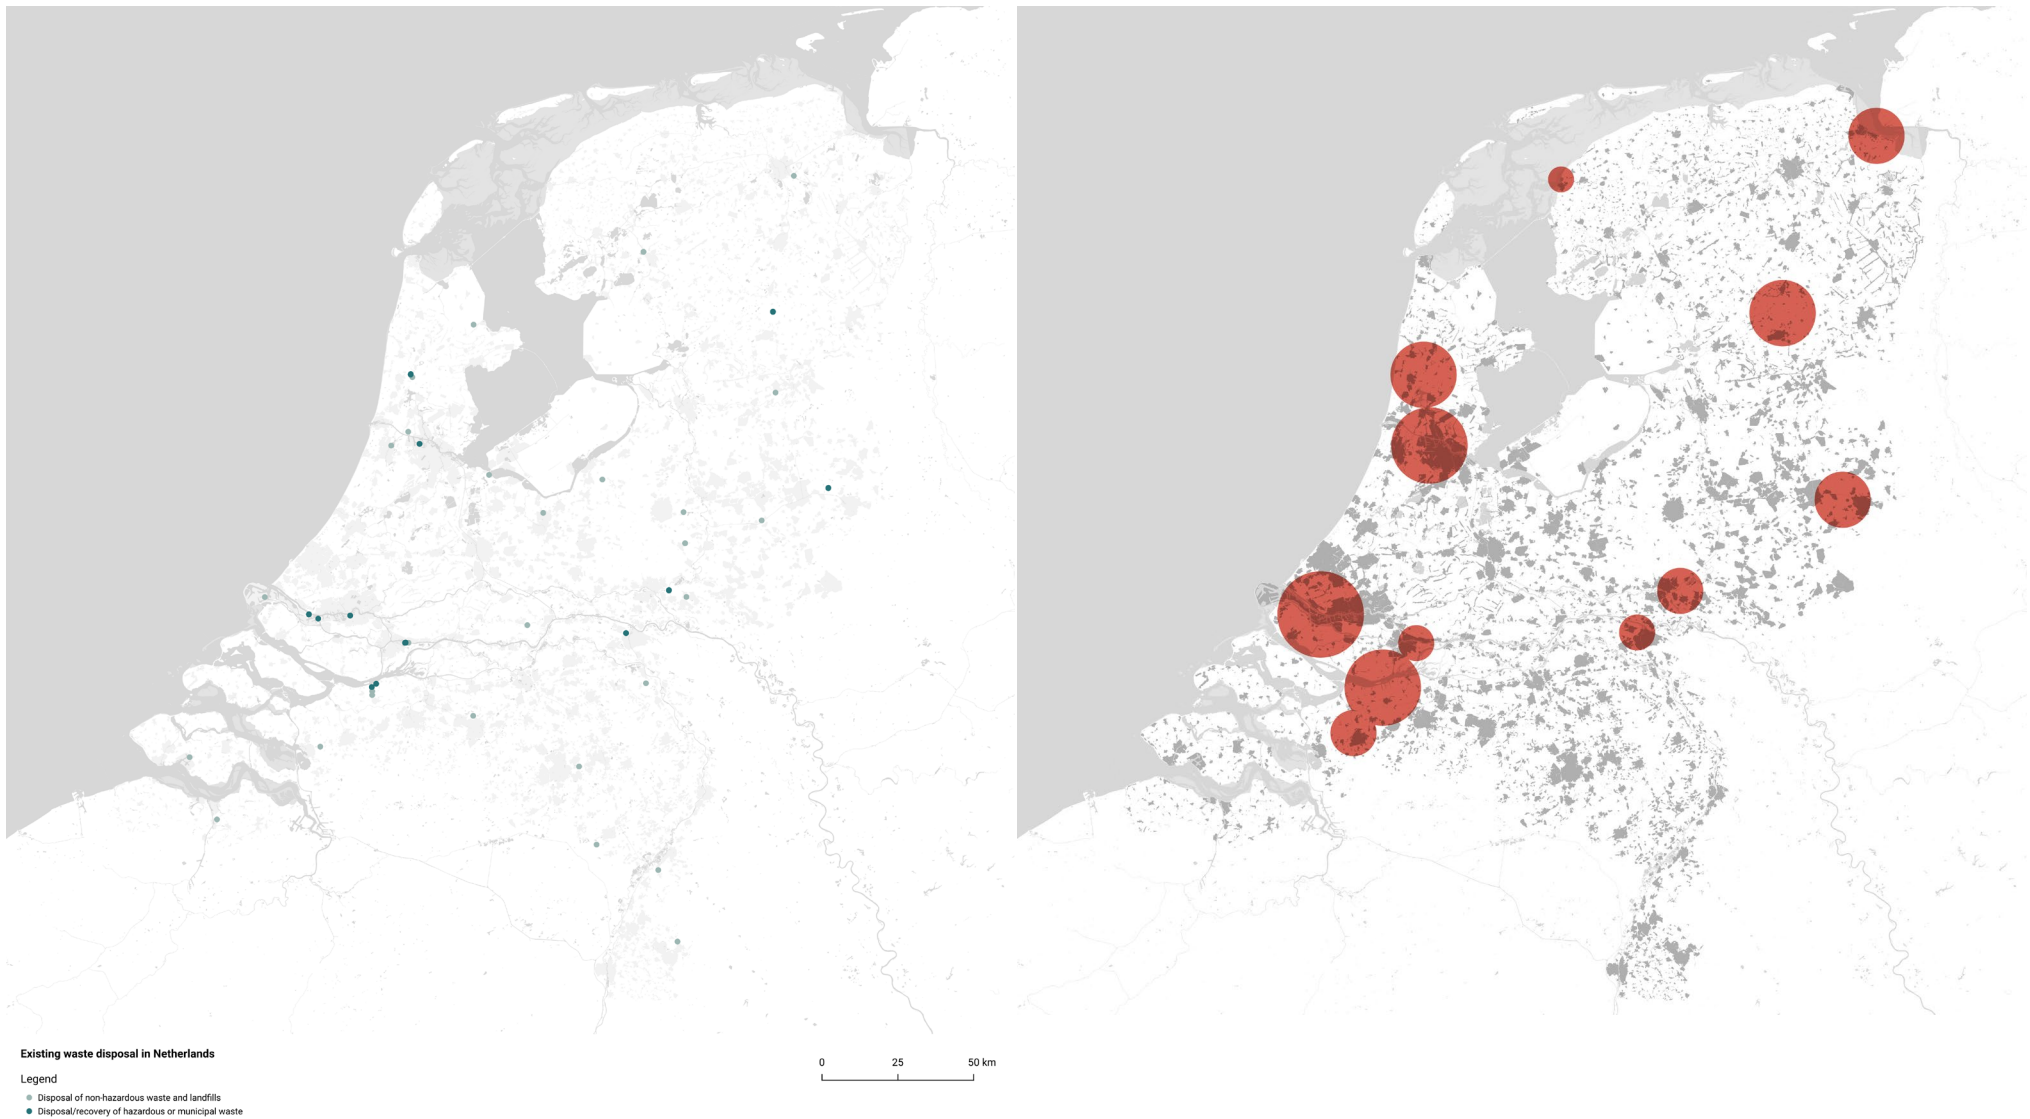 Existing waste disposal in Netherlands
Legend
Disposal of non-hazardous waste and landfills
Disposal/recovery of hazardous or municipal waste
0 25 50 km